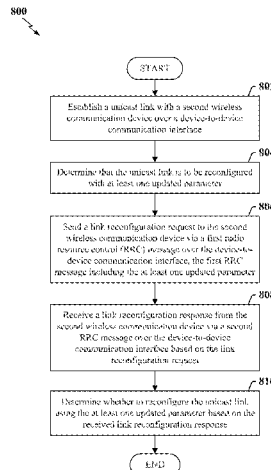 800
START
802
Establish a unicast link with a second wireless
communication device over a device-to-device
communication interface
804
Determine that the unicast link is to be reconfigured
with at least one updated parameter
806
Send a link reconfiguration request to the second
wireless communication device via a first radio
resource control (RRC) message over the device-to-
device communication interface, the first RRC
message including the at least one updated parameter
808
Receive a link reconfiguration response from the
second wireless communication device via a second
RRC message over the device-to-device
communication interface based on the link
reconfiguration request
810
Determine whether to reconfigure the unicast link
using the at least one updated parameter based on the
received link reconfiguration response
END